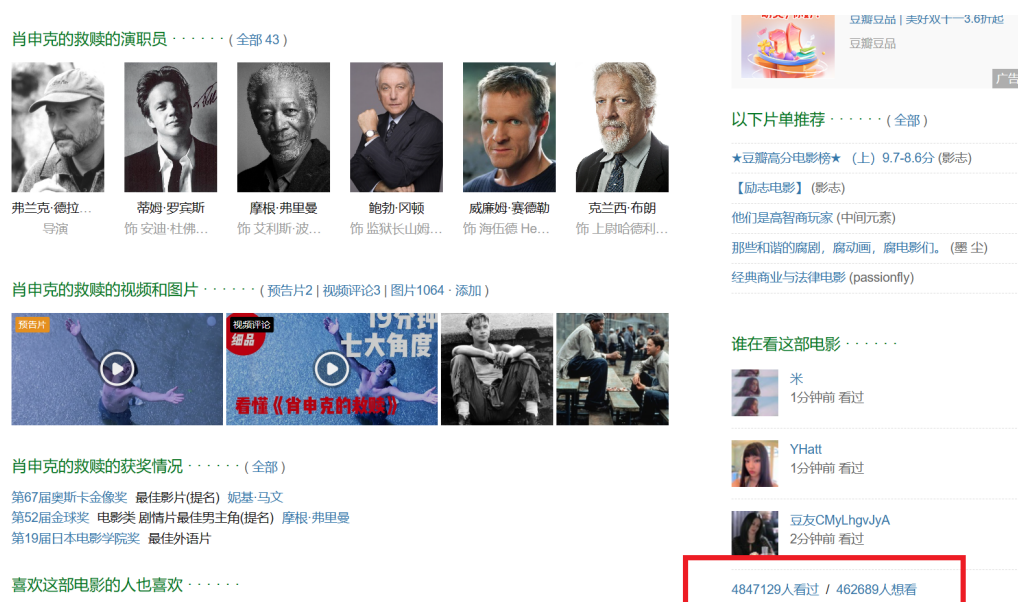 肖申克的救赎的演职员 · · · · · · ( 全部 43 )
弗兰克·德拉…
导演
蒂姆·罗宾斯
饰 安迪·杜佛…
摩根·弗里曼
饰 艾利斯·波…
鲍勃·冈顿
饰 监狱长山姆…
威廉姆·赛德勒
饰 海伍德 He…
克兰西·布朗
饰 上尉哈德利…
肖申克的救赎的视频和图片 · · · · · · ( 预告片2 | 视频评论3 | 图片1064 · 添加 )
预告片
视频评论
细品
19分钟
七大角度
看懂《肖申克的救赎》
肖申克的救赎的获奖情况 · · · · · · ( 全部 )
第67届奥斯卡金像奖 最佳影片(提名) 妮基·马文
第52届金球奖 电影类 剧情片最佳男主角(提名) 摩根·弗里曼
第19届日本电影学院奖 最佳外语片
喜欢这部电影的人也喜欢 · · · · · ·
豆瓣豆品 | 美好双十一3.6折起
豆瓣豆品
广告
以下片单推荐 · · · · · · ( 全部 )
★豆瓣高分电影榜★ （上）9.7-8.6分 (影志)
【励志电影】 (影志)
他们是高智商玩家 (中间元素)
那些和谐的腐剧，腐动画，腐电影们。 (墨 尘)
经典商业与法律电影 (passionfly)
谁在看这部电影 · · · · · ·
米
1分钟前 看过
YHatt
1分钟前 看过
豆友CMyLhgvJyA
2分钟前 看过
4847129人看过 / 462689人想看